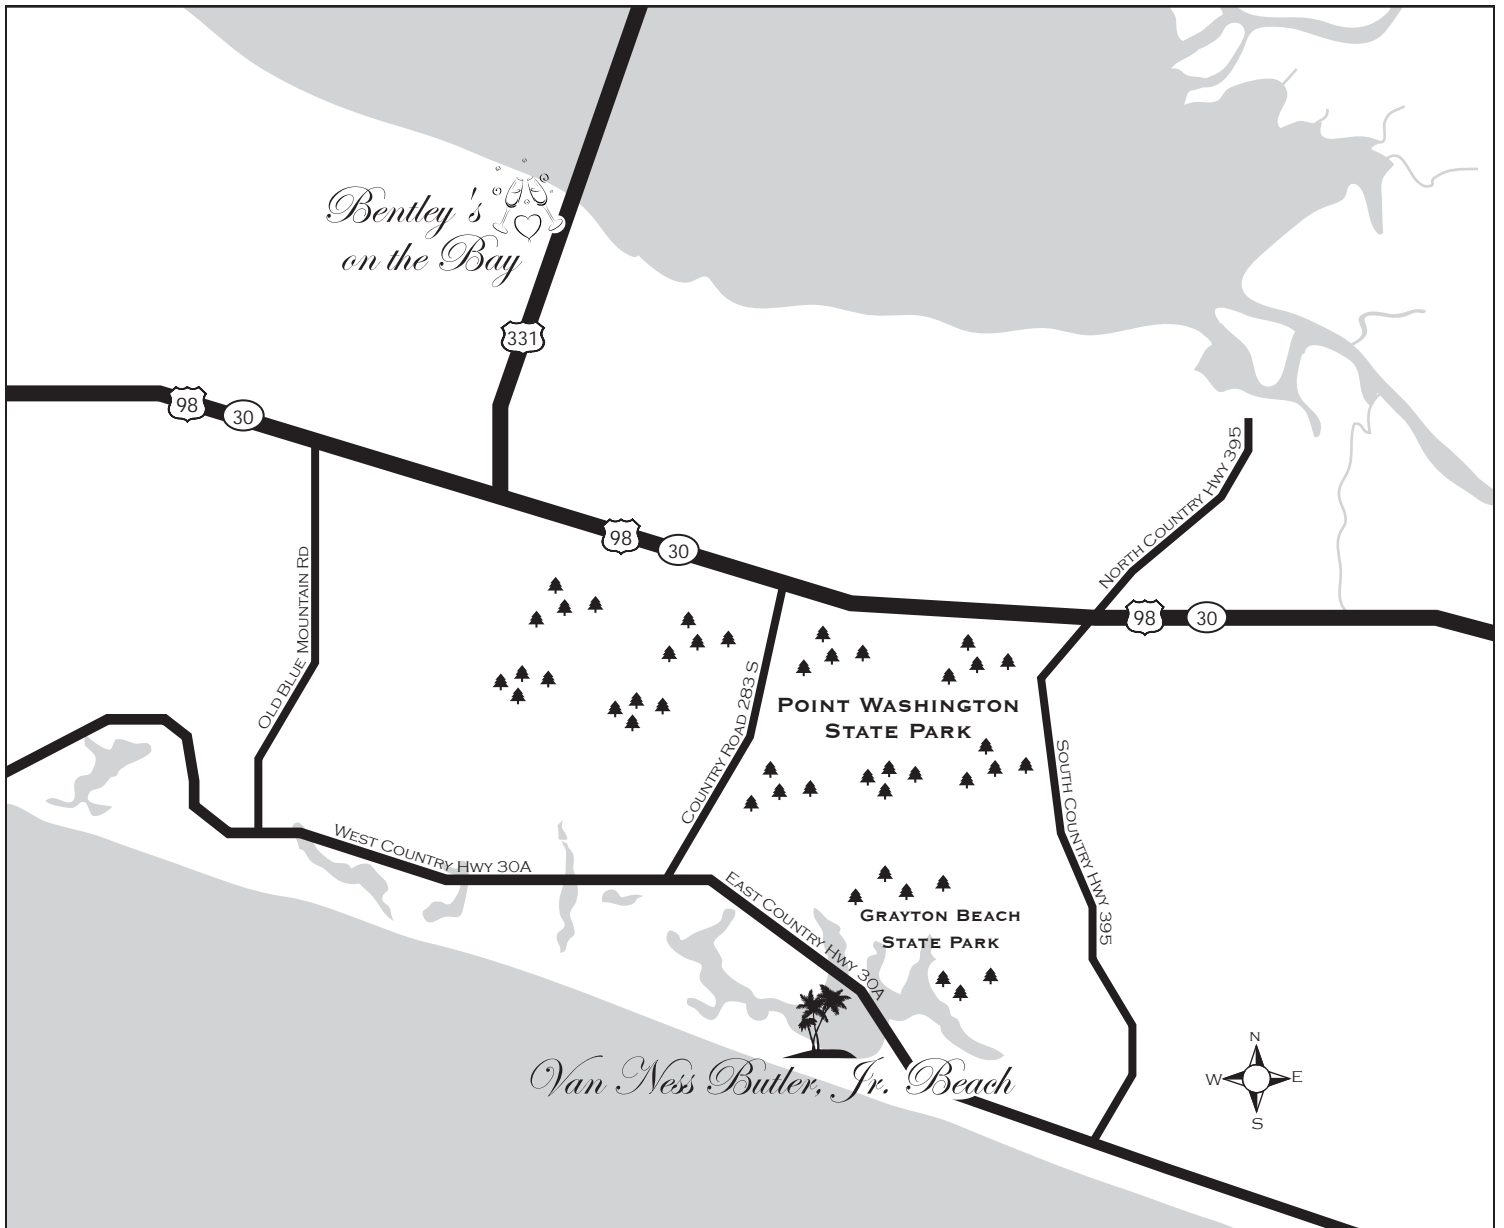 Bentley's
on the Bay
331
98
30
98
30
98
30
North Country Hwy 395
Old Blue Mountain Rd
Country Road 283 S
Point Washington
State Park
South Country Hwy 395
West Country Hwy 30A
East Country Hwy 30A
Grayton Beach
State Park
Van Ness Butler, Jr. Beach
N
W
E
S